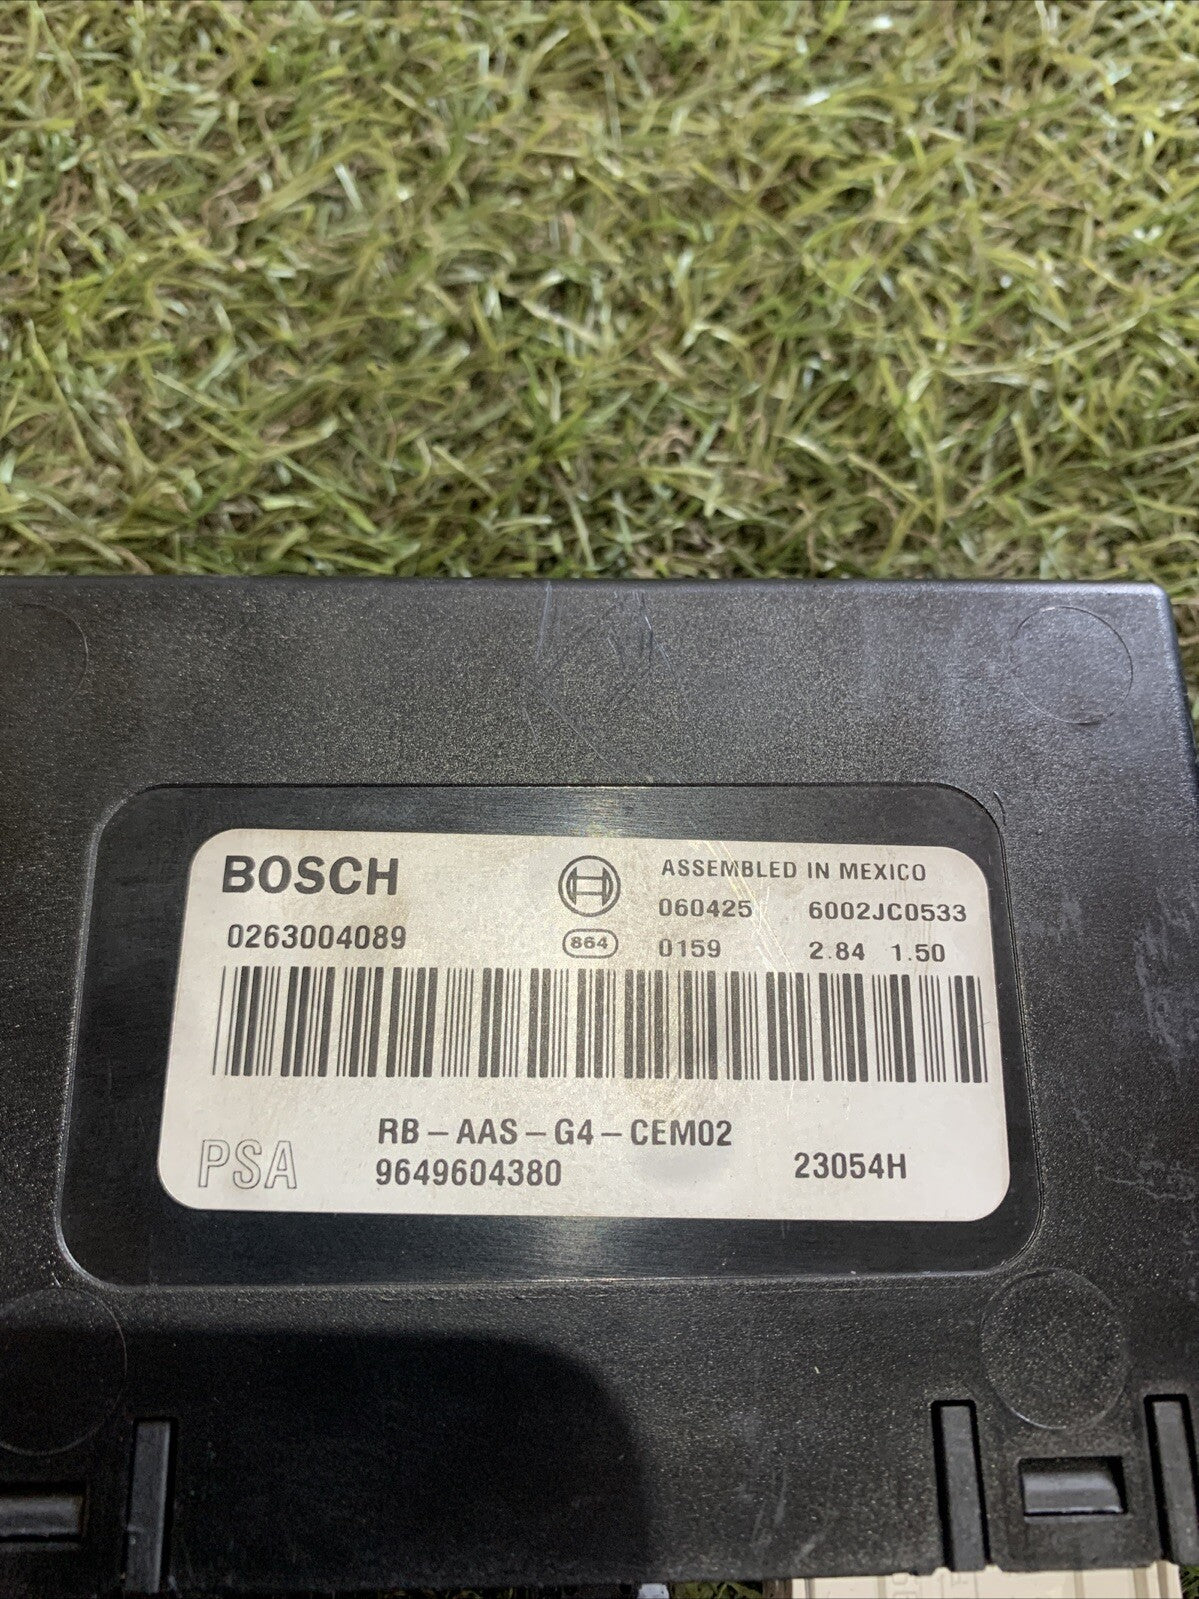 BOSCH
ASSEMBLED IN MEXICO
060425 6002JC0533
0263004089
864 0159 2.84 1.50
RB-AAS-G4-CEM02
PSA 9649604380 23054H